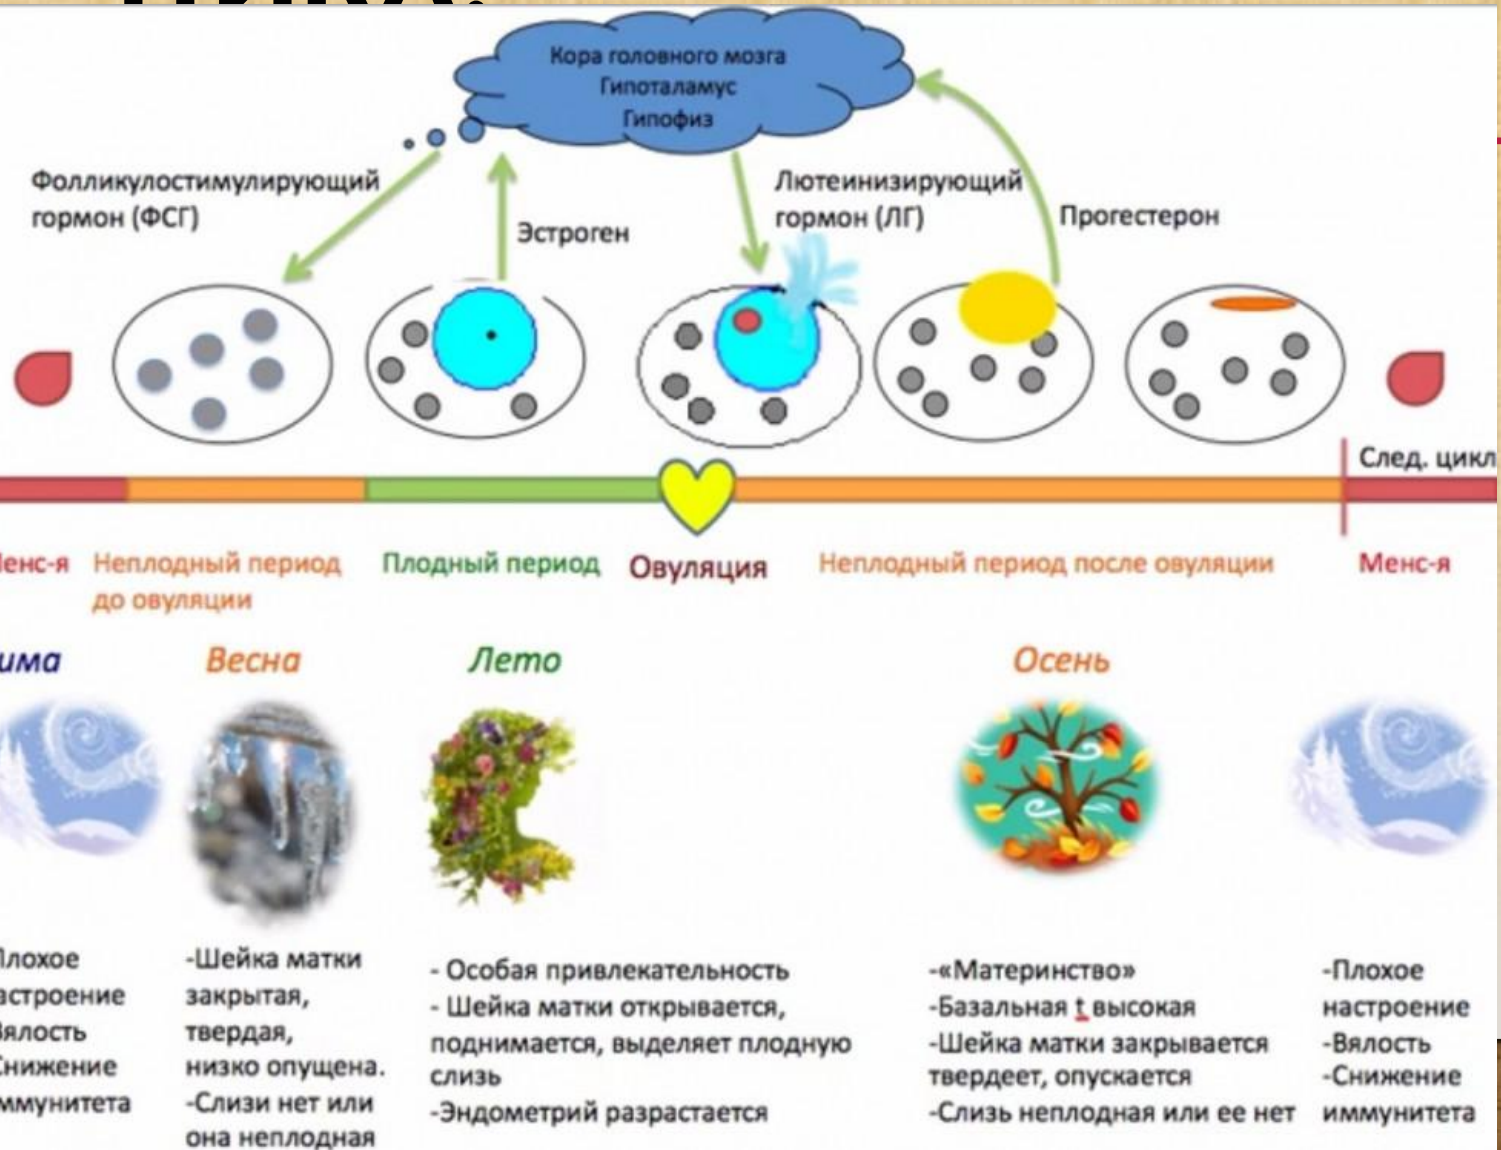 Кора головного мозга
Гипоталамус
Гипофиз
Фолликулостимулирующий
гормон (ФСГ)
Эстроген
Лютеинизирующий
гормон (ЛГ)
Прогестерон
След. цикл
Неплодный период
до овуляции
Плодный период
Овуляция
Неплодный период после овуляции
Менс-я
Весна
Лето
Осень
-Шейка матки
закрытая,
твердая,
низко опущена.
-Слизи нет или
она неплодная
- Особая привлекательность
- Шейка матки открывается,
поднимается, выделяет плодную
слизь
-Эндометрий разрастается
-«Материнство»
-Базальная t высокая
-Шейка матки закрывается
твердеет, опускается
-Слизь неплодная или ее нет
-Плохое
настроение
-Вялость
-Снижение
иммунитета